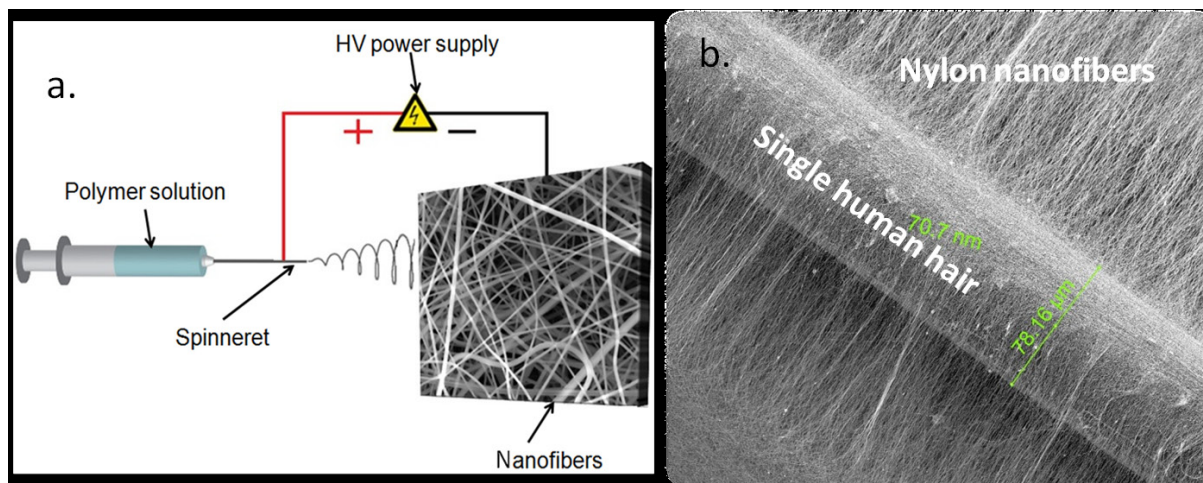 a.
HV power supply
+
−
Polymer solution
Spinneret
Nanofibers
b.
Nylon nanofibers
Single human hair
70.7 nm
78.16 µm